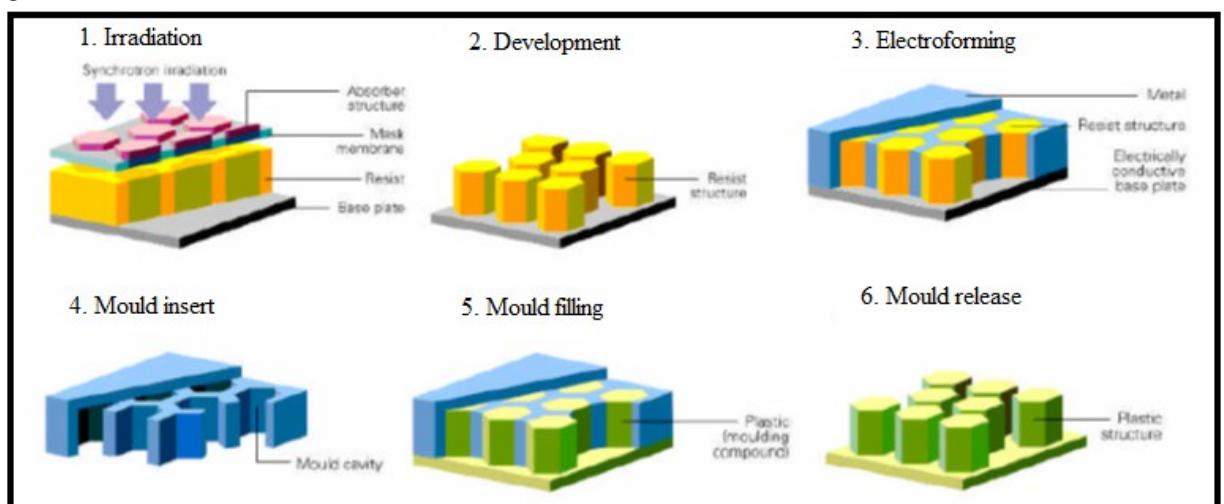 1. Irradiation
2. Development
3. Electroforming
Synchrotron irradiation
Absorber
structure
Mask
membrane
Resist
Base plate
Resist
structure
Metal
Resist structure
Electrically
conductive
base plate
4. Mould insert
5. Mould filling
6. Mould release
Mould cavity
Plastic
(moulding
compound)
Plastic
structure